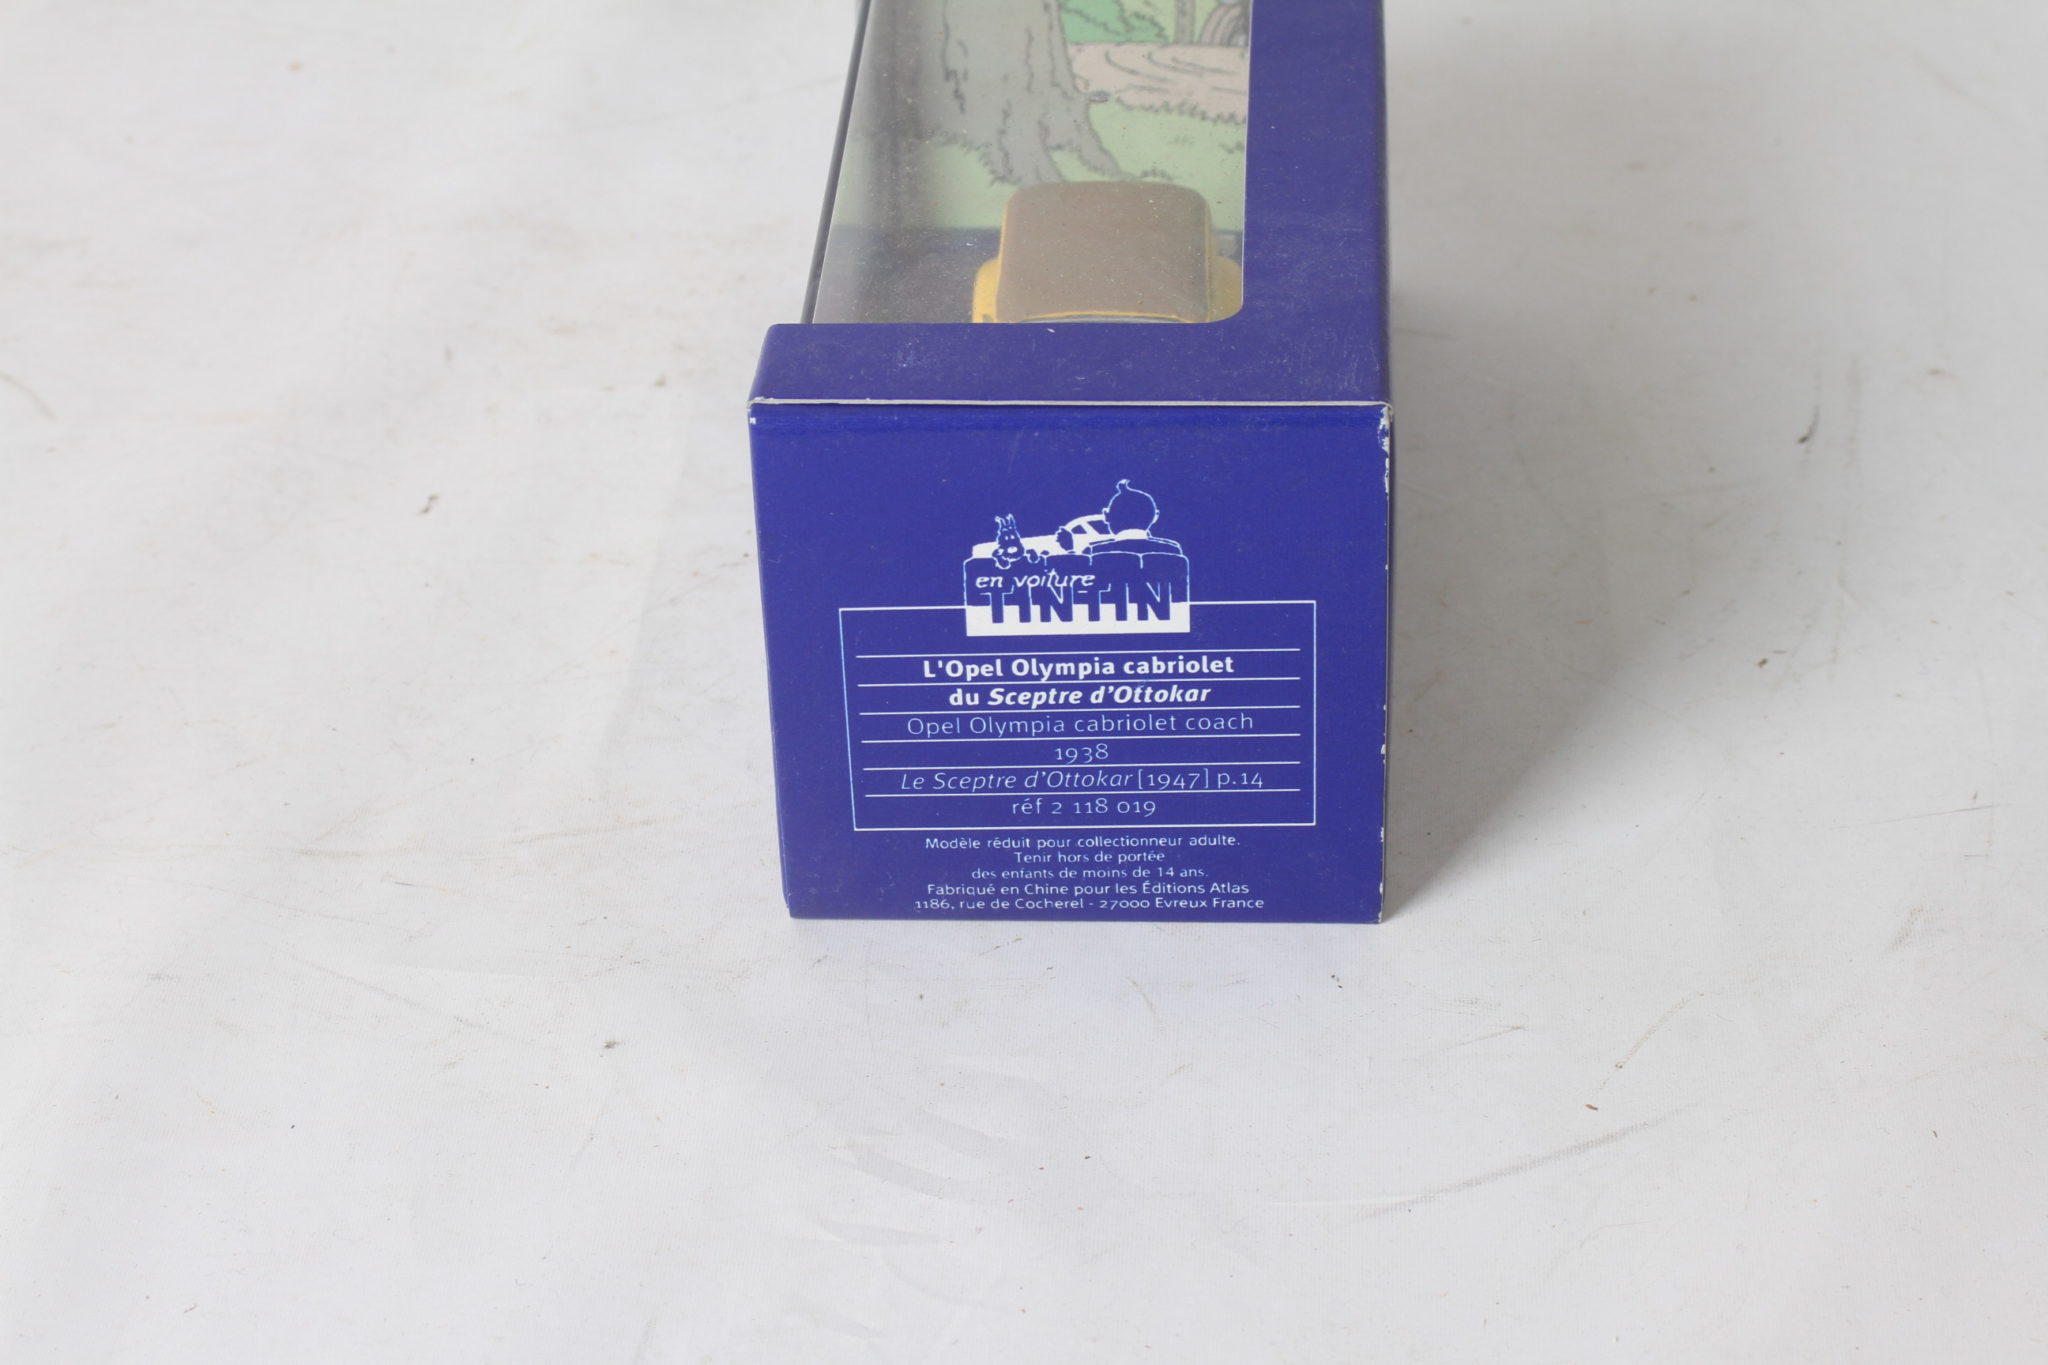 en voiture
TINTIN
L'Opel Olympia cabriolet
du Sceptre d'Ottokar
Opel Olympia cabriolet coach
1938
Le Sceptre d'Ottokar [1947] p.14
réf 2 118 019
Modèle réduit pour collectionneur adulte.
Tenir hors de portée
des enfants de moins de 14 ans.
Fabriqué en Chine pour les Éditions Atlas
1186, rue de Cocherel - 27000 Evreux France